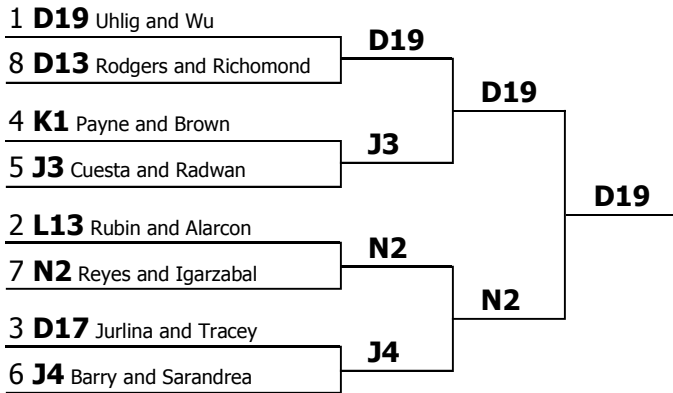 1 D19 Uhlig and Wu
8 D13 Rodgers and Richomond
4 K1 Payne and Brown
5 J3 Cuesta and Radwan
2 L13 Rubin and Alarcon
7 N2 Reyes and Igarzabal
3 D17 Jurlina and Tracey
6 J4 Barry and Sarandrea
D19
J3
N2
J4
D19
N2
D19